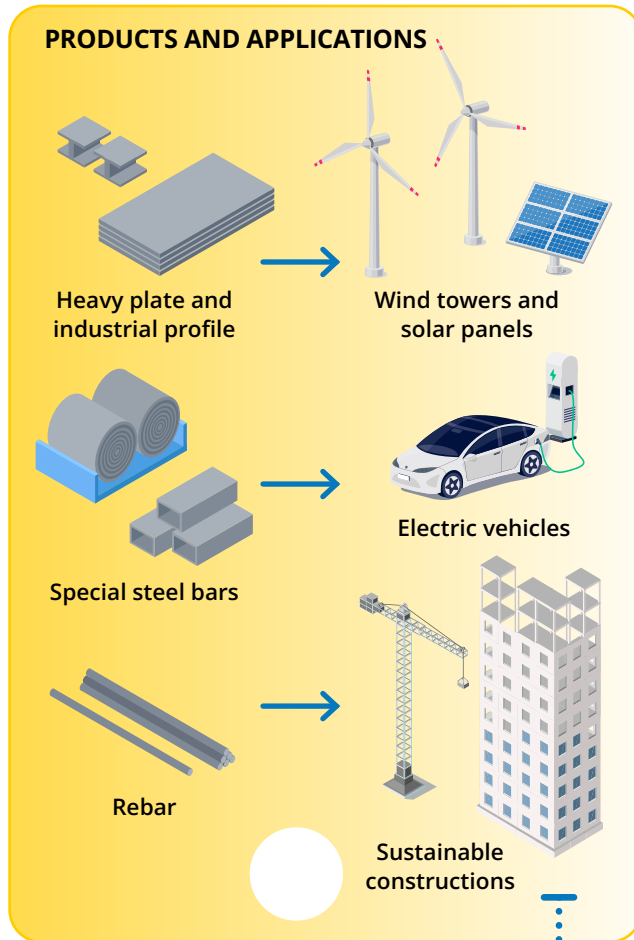 PRODUCTS AND APPLICATIONS
Heavy plate and
industrial profile
Wind towers and
solar panels
Special steel bars
Electric vehicles
Rebar
Sustainable
constructions